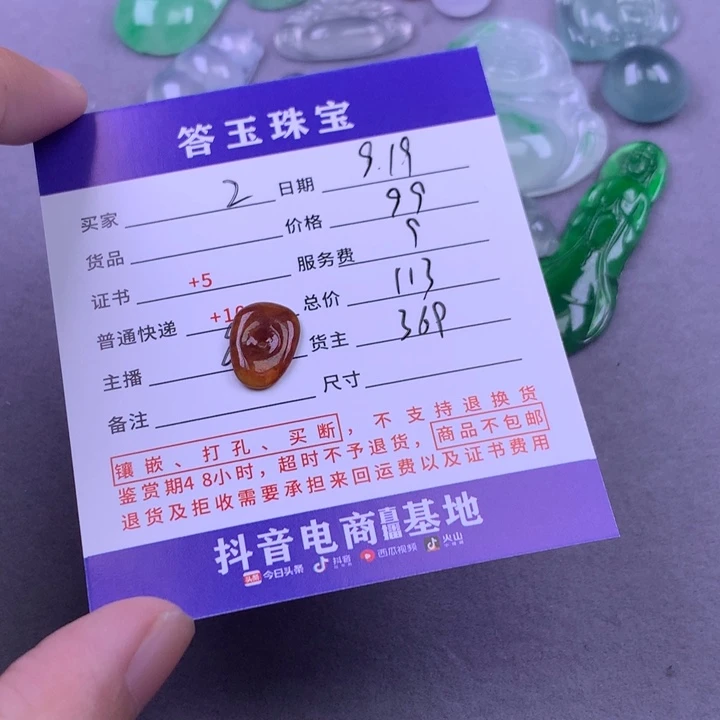 答玉珠宝
买家 2 日期 9.19
货品 价格 99
证书 +5 服务费 9
普通快递 +10 总价 113
主播 货主 369
备注 尺寸
镶嵌、打孔、买断，不支持退换货
鉴赏期48小时，超时不予退货，商品不包邮
退货及拒收需要承担来回运费以及证书费用
抖音电商直播基地
头条 今日头条 抖音 西瓜视频 火山